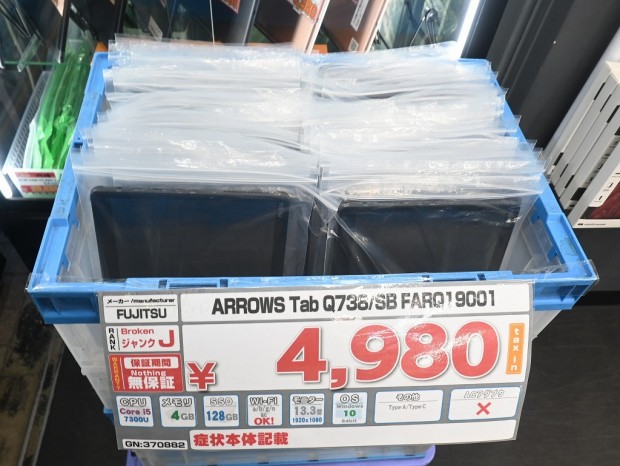 メーカー/manufacturer
FUJITSU
ARROWS Tab Q738/SB FARQ19001
RANK
Broken
ジャンク J
WARRANTY
保証期間
Nothing
無保証
¥ 4,980
tax in
CPU
Core i5
7300U
メモリ
4GB
SSD
128GB
Wi-Fi
a/b/g/n
ac
OK!
モニター
13.3型
1920x1080
OS
Windows
10
64bit
その他
Type A/Type C
×
GN:370882
症状本体記載